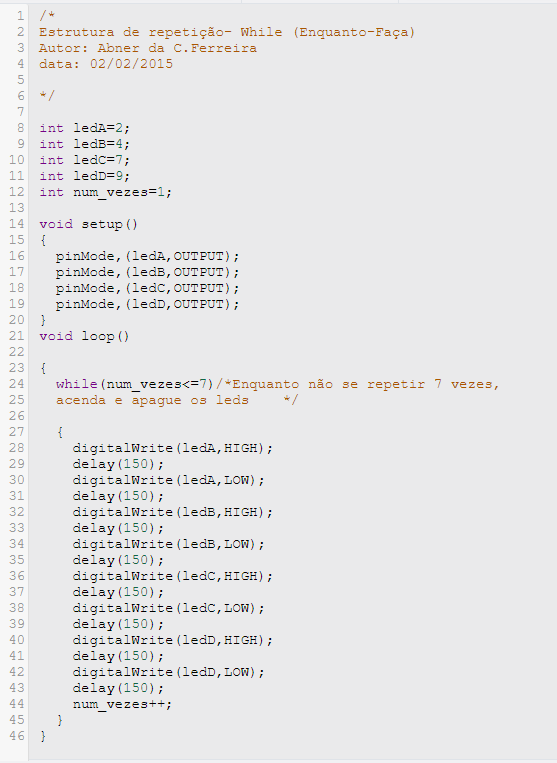 1 /*
2 Estrutura de repetição- While (Enquanto-Faça)
3 Autor: Abner da C.Ferreira
4 data: 02/02/2015
5
6 */
7
8 int ledA=2;
9 int ledB=4;
10 int ledC=7;
11 int ledD=9;
12 int num_vezes=1;
13
14 void setup()
15 {
16   pinMode,(ledA,OUTPUT);
17   pinMode,(ledB,OUTPUT);
18   pinMode,(ledC,OUTPUT);
19   pinMode,(ledD,OUTPUT);
20 }
21 void loop()
22
23 {
24   while(num_vezes<=7)/*Enquanto não se repetir 7 vezes,
25   acenda e apague os leds    */
26
27   {
28     digitalWrite(ledA,HIGH);
29     delay(150);
30     digitalWrite(ledA,LOW);
31     delay(150);
32     digitalWrite(ledB,HIGH);
33     delay(150);
34     digitalWrite(ledB,LOW);
35     delay(150);
36     digitalWrite(ledC,HIGH);
37     delay(150);
38     digitalWrite(ledC,LOW);
39     delay(150);
40     digitalWrite(ledD,HIGH);
41     delay(150);
42     digitalWrite(ledD,LOW);
43     delay(150);
44     num_vezes++;
45   }
46 }